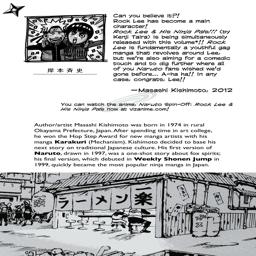 Can you believe it?!
Rock Lee has become a main
character!
Rock Lee & His Ninja Pals!!! (by
Kenji Taira) is being simultaneously
released with this volume!! Rock
Lee is fundamentally a youthful gag
manga that revolves around Lee, but
we're also aiming for a comedic
touch and to dig further where all
of you Naruto fans wished we'd
gone before... A-ha ha!! In any
case, congrats, Lee!!
岸本斉史
—Masashi Kishimoto, 2012
You can watch the anime, Naruto Spin-Off: Rock Lee &
His Ninja Pals now at vizanime.com!
Author/artist Masashi Kishimoto was born in 1974 in rural
Okayama Prefecture, Japan. After spending time in art college,
he won the Hop Step Award for new manga artists with his
manga Karakuri (Mechanism). Kishimoto decided to base his
next story on traditional Japanese culture. His first version of
Naruto, drawn in 1997, was a one-shot story about fox spirits;
his final version, which debuted in Weekly Shonen Jump in
1999, quickly became the most popular ninja manga in Japan.
ラーメン
楽